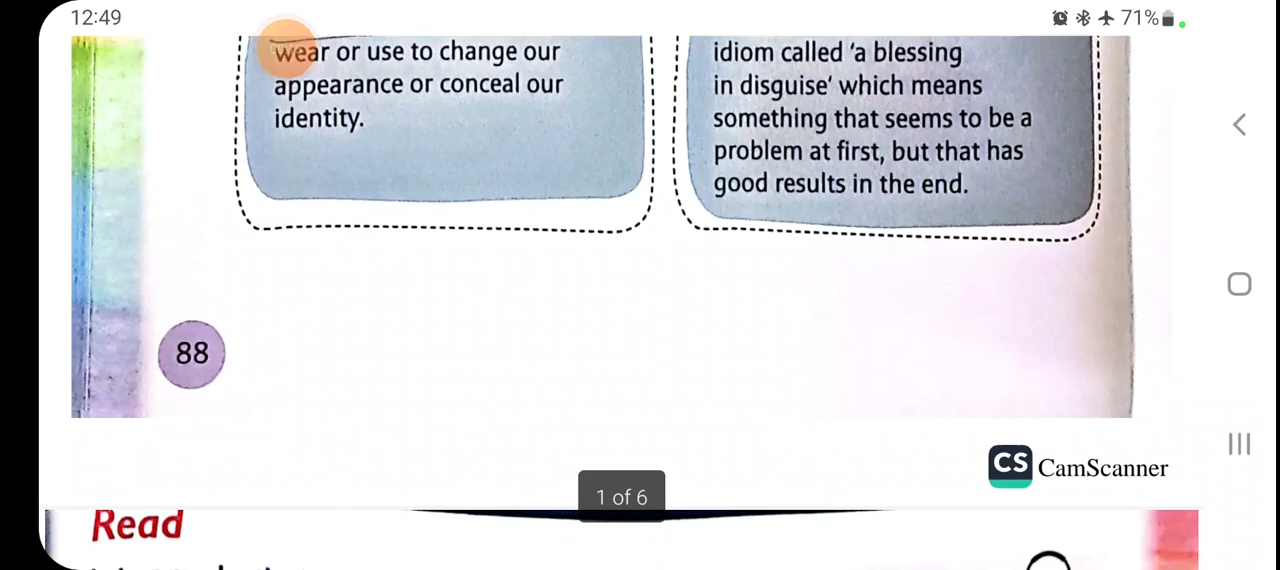 12:49
71%
wear or use to change our
appearance or conceal our
identity.
idiom called 'a blessing
in disguise' which means
something that seems to be a
problem at first, but that has
good results in the end.
88
CS CamScanner
1 of 6
Read